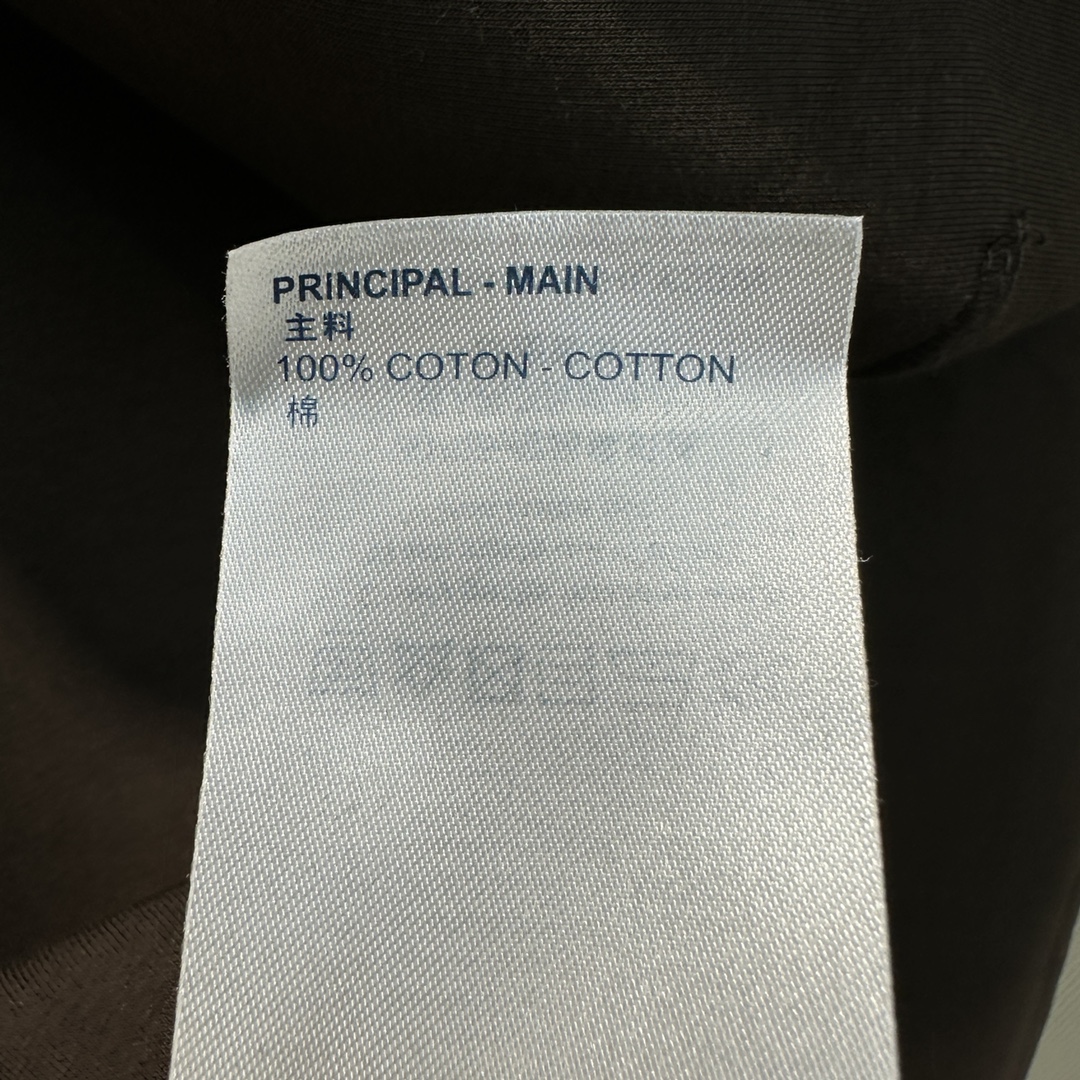 PRINCIPAL - MAIN
主料
100% COTON - COTTON
棉